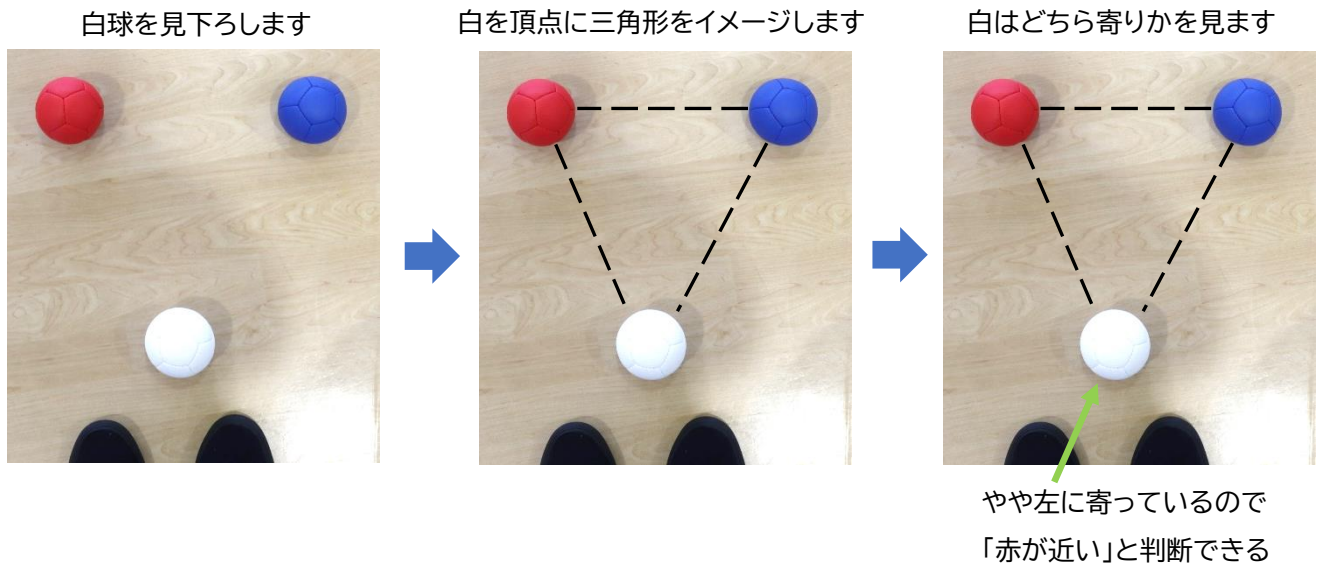 白球を見下ろします
白を頂点に三角形をイメージします
白はどちら寄りかを見ます
やや左に寄っているので
「赤が近い」と判断できる